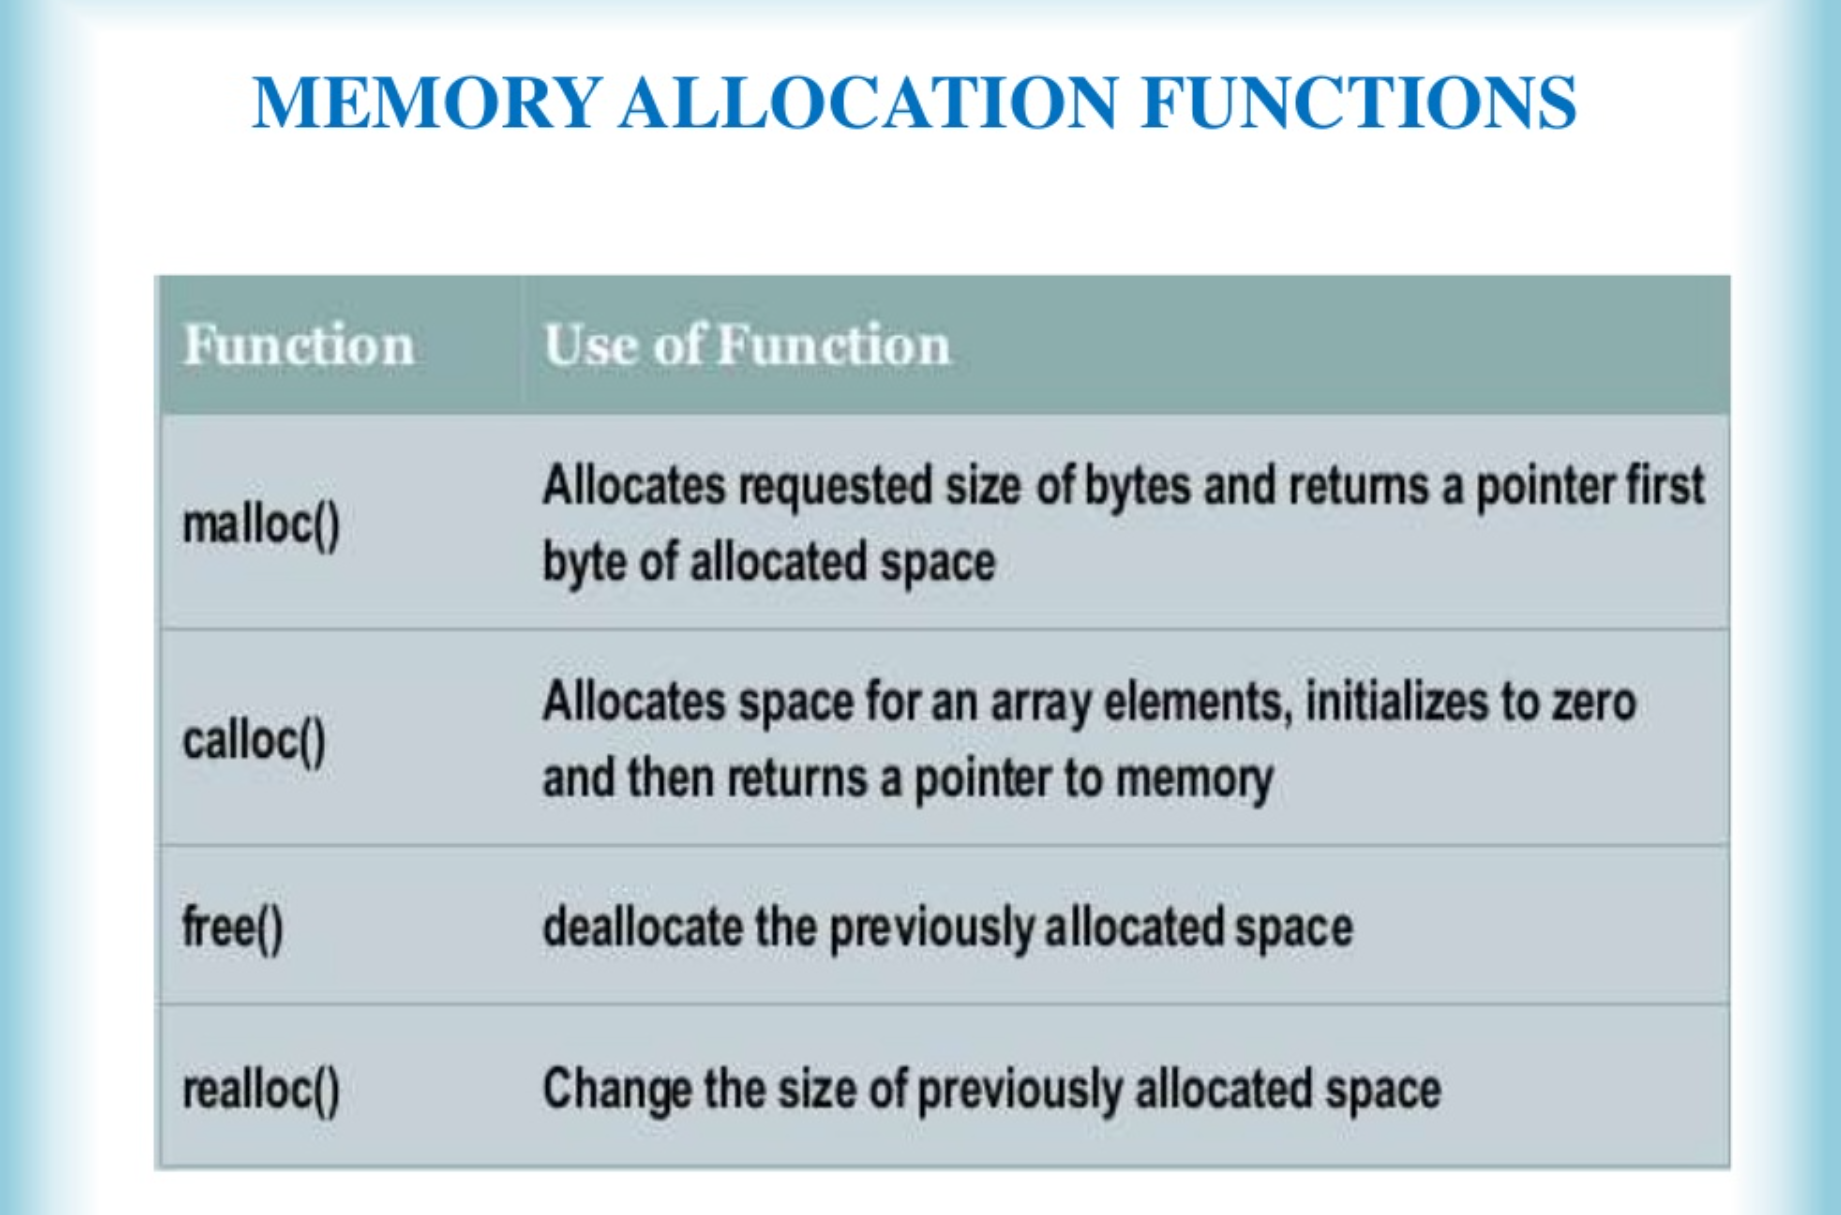 MEMORY ALLOCATION FUNCTIONS
Function
Use of Function
malloc()
Allocates requested size of bytes and returns a pointer first
byte of allocated space
calloc()
Allocates space for an array elements, initializes to zero
and then returns a pointer to memory
free()
deallocate the previously allocated space
realloc()
Change the size of previously allocated space